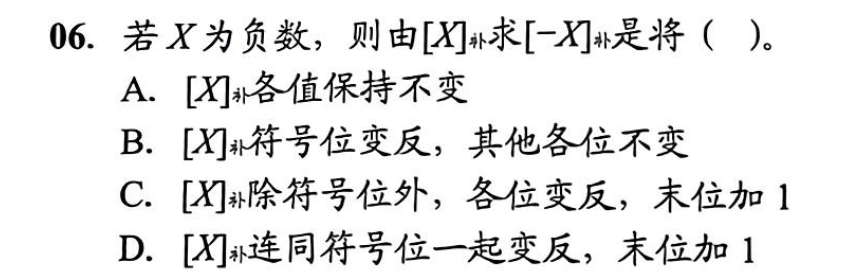 06. 若X为负数，则由[X]补求[-X]补是将（ ）。
A. [X]补各值保持不变
B. [X]补符号位变反，其他各位不变
C. [X]补除符号位外，各位变反，末位加1
D. [X]补连同符号位一起变反，末位加1